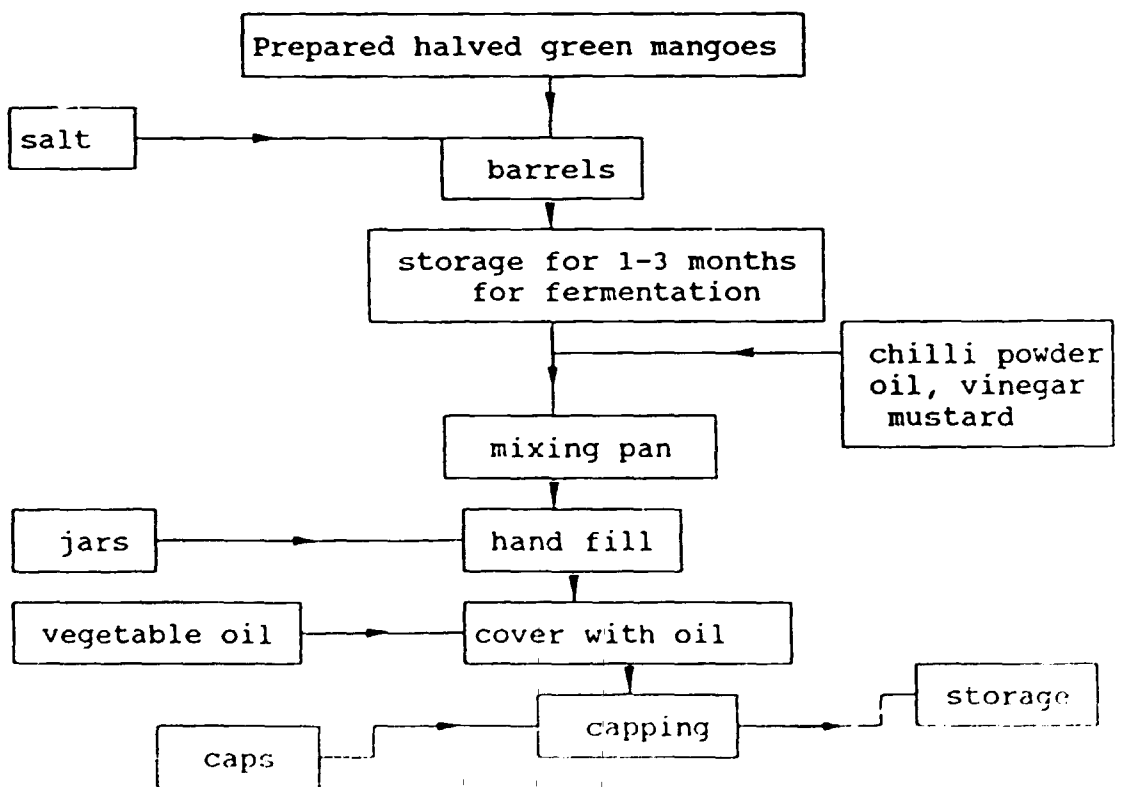 Prepared halved green mangoes
salt
barrels
storage for 1-3 months
for fermentation
chilli powder
oil, vinegar
mustard
mixing pan
jars
hand fill
vegetable oil
cover with oil
storage
capping
caps